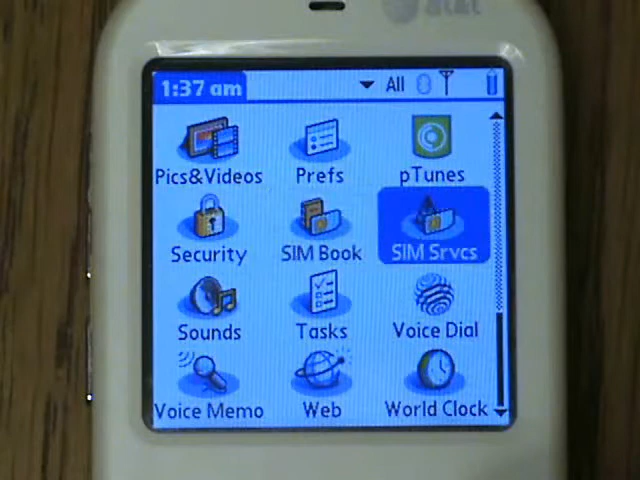 at&t
1:37 am
All
Pics&Videos
Prefs
pTunes
Security
SIM Book
SIM Srvcs
Sounds
Tasks
Voice Dial
Voice Memo
Web
World Clock